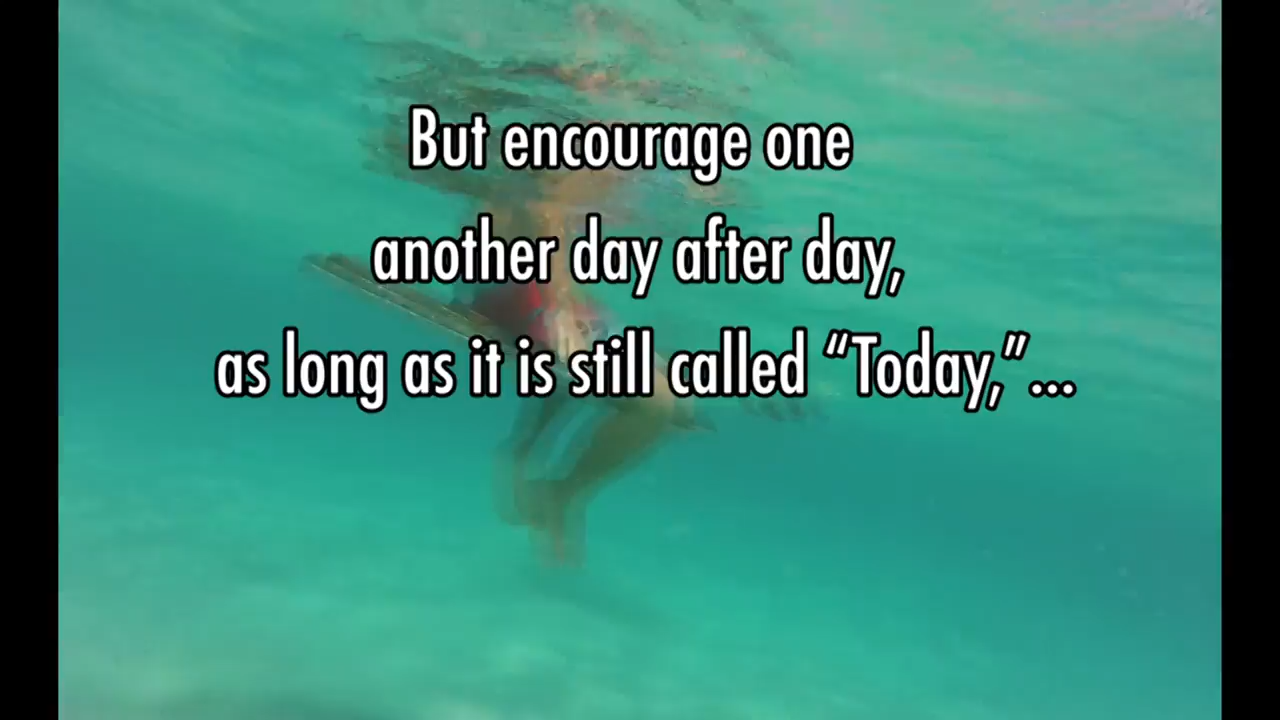 But encourage one
another day after day,
as long as it is still called “Today,”...